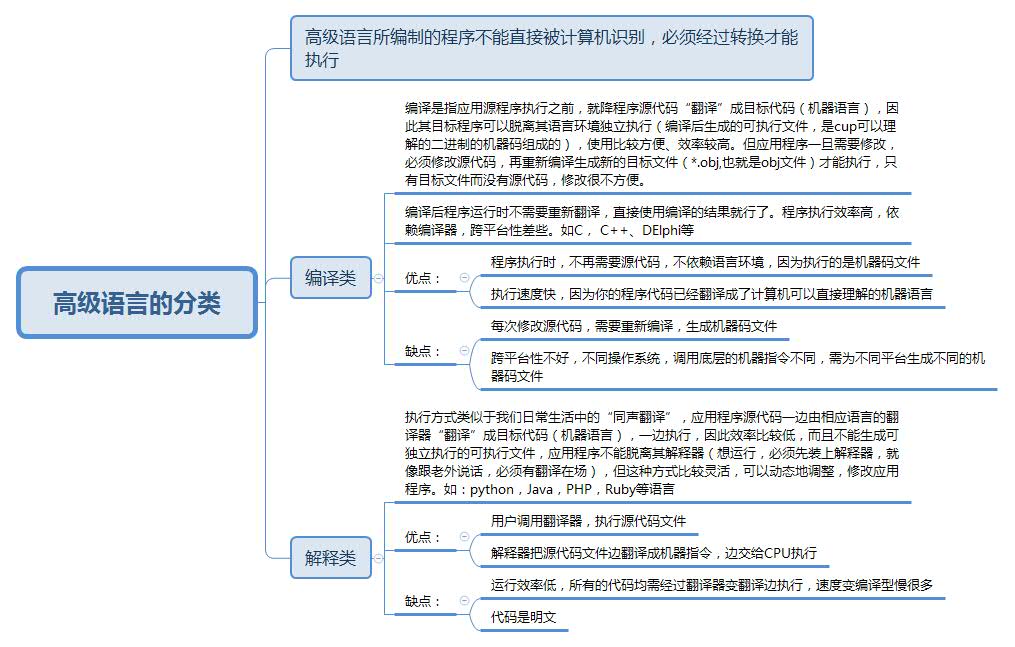 高级语言的分类
高级语言所编制的程序不能直接被计算机识别，必须经过转换才能
执行
编译类
编译是指应用源程序执行之前，就降程序源代码“翻译”成目标代码（机器语言），因
此其目标程序可以脱离其语言环境独立执行（编译后生成的可执行文件，是cup可以理
解的二进制的机器码组成的），使用比较方便、效率较高。但应用程序一旦需要修改，
必须修改源代码，再重新编译生成新的目标文件（*.obj,也就是obj文件）才能执行，只
有目标文件而没有源代码，修改很不方便。
编译后程序运行时不需要重新翻译，直接使用编译的结果就行了。程序执行效率高，依
赖编译器，跨平台性差些。如C， C++、DElphl等
优点：
程序执行时，不再需要源代码，不依赖语言环境，因为执行的是机器码文件
执行速度快，因为你的程序代码已经翻译成了计算机可以直接理解的机器语言
缺点：
每次修改源代码，需要重新编译，生成机器码文件
跨平台性不好，不同操作系统，调用底层的机器指令不同，需为不同平台生成不同的机
器码文件
解释类
执行方式类似于我们日常生活中的“同声翻译”，应用程序源代码一边由相应语言的翻
译器“翻译”成目标代码（机器语言），一边执行，因此效率比较低，而且不能生成可
独立执行的可执行文件，应用程序不能脱离其解释器（想运行，必须先装上解释器，就
像跟老外说话，必须有翻译在场），但这种方式比较灵活，可以动态地调整，修改应用
程序。如：python，Java，PHP，Ruby等语言
优点：
用户调用翻译器，执行源代码文件
解释器把源代码文件边翻译成机器指令，边交给CPU执行
缺点：
运行效率低，所有的代码均需经过翻译器变翻译边执行，速度变编译型慢很多
代码是明文